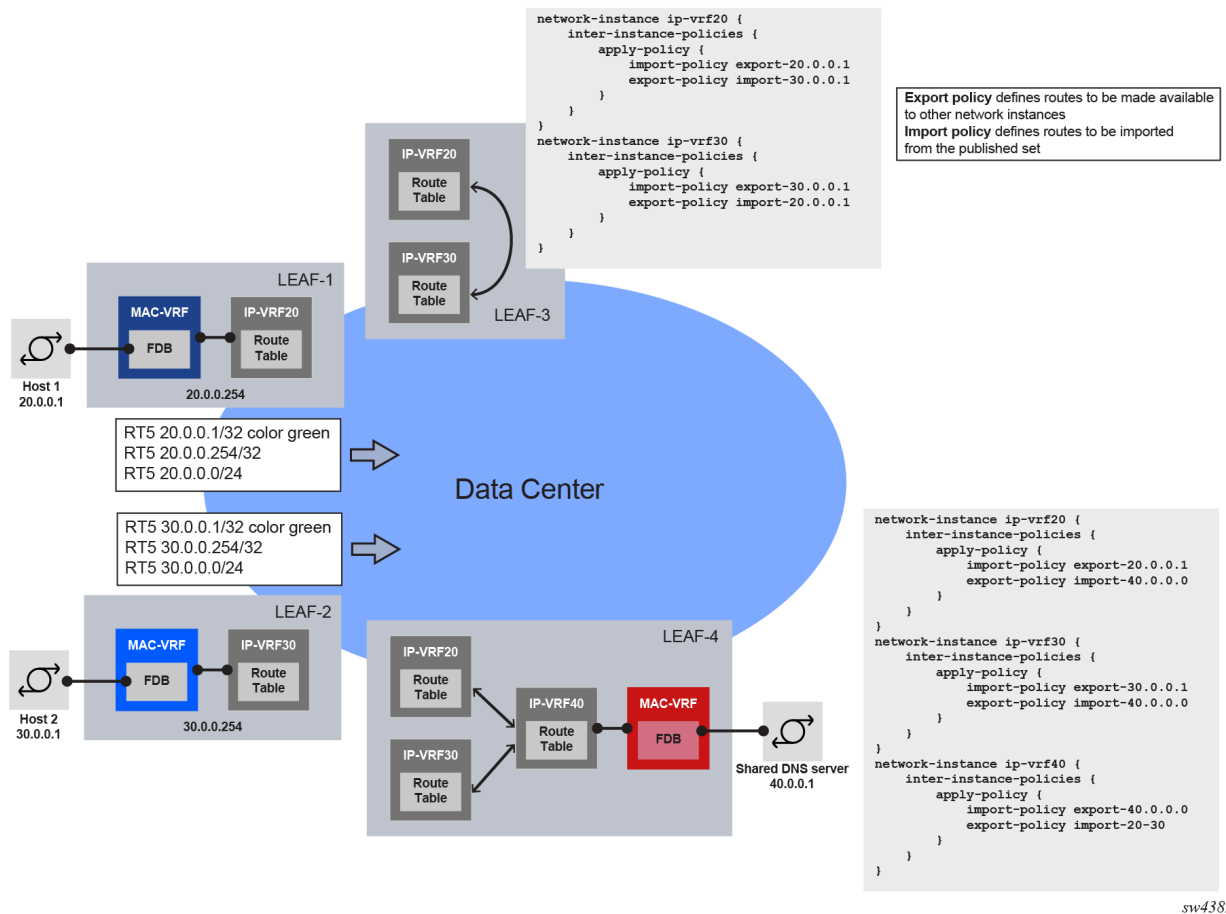 network-instance ip-vrf20 {
    inter-instance-policies {
        apply-policy {
            import-policy export-20.0.0.1
            export-policy import-30.0.0.1
        }
    }
}
network-instance ip-vrf30 {
    inter-instance-policies {
        apply-policy {
            import-policy export-30.0.0.1
            export-policy import-20.0.0.1
        }
    }
}
Export policy defines routes to be made available
to other network instances
Import policy defines routes to be imported
from the published set
IP-VRF20
Route
Table
IP-VRF30
Route
Table
LEAF-3
LEAF-1
MAC-VRF
FDB
IP-VRF20
Route
Table
20.0.0.254
Host 1
20.0.0.1
RT5 20.0.0.1/32 color green
RT5 20.0.0.254/32
RT5 20.0.0.0/24
Data Center
RT5 30.0.0.1/32 color green
RT5 30.0.0.254/32
RT5 30.0.0.0/24
LEAF-2
MAC-VRF
FDB
IP-VRF30
Route
Table
30.0.0.254
Host 2
30.0.0.1
LEAF-4
IP-VRF20
Route
Table
IP-VRF30
Route
Table
IP-VRF40
Route
Table
MAC-VRF
FDB
Shared DNS server
40.0.0.1
network-instance ip-vrf20 {
    inter-instance-policies {
        apply-policy {
            import-policy export-20.0.0.1
            export-policy import-40.0.0.0
        }
    }
}
network-instance ip-vrf30 {
    inter-instance-policies {
        apply-policy {
            import-policy export-30.0.0.1
            export-policy import-40.0.0.0
        }
    }
}
network-instance ip-vrf40 {
    inter-instance-policies {
        apply-policy {
            import-policy export-40.0.0.0
            export-policy import-20-30
        }
    }
}
sw438